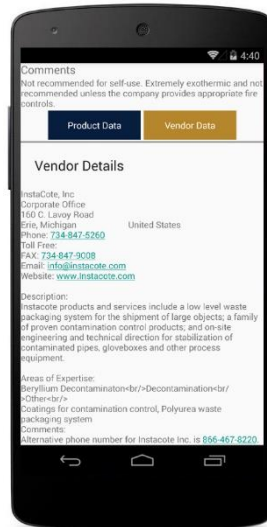 4:40
Comments
Not recommended for self-use. Extremely exothermic and not
recommended unless the company provides appropriate fire
controls.
Product Data
Vendor Data
Vendor Details
InstaCote, Inc
Corporate Office
160 C. Lavoy Road
Erie, Michigan United States
Phone: 734-847-5260
Toll Free:
FAX: 734-847-9008
Email: info@instacote.com
Website: www.Instacote.com
Description:
Instacote products and services include a low level waste
packaging system for the shipment of large objects; a family
of proven contamination control products; and on-site
engineering and technical direction for stabilization of
contaminated pipes, gloveboxes and other process
equipment.
Areas of Expertise:
Beryllium Decontaminaton<br/>Decontamination<br/
>Other<br/>
Coatings for contamination control, Polyurea waste
packaging system
Comments:
Alternative phone number for Instacote Inc. is 866-467-8220.